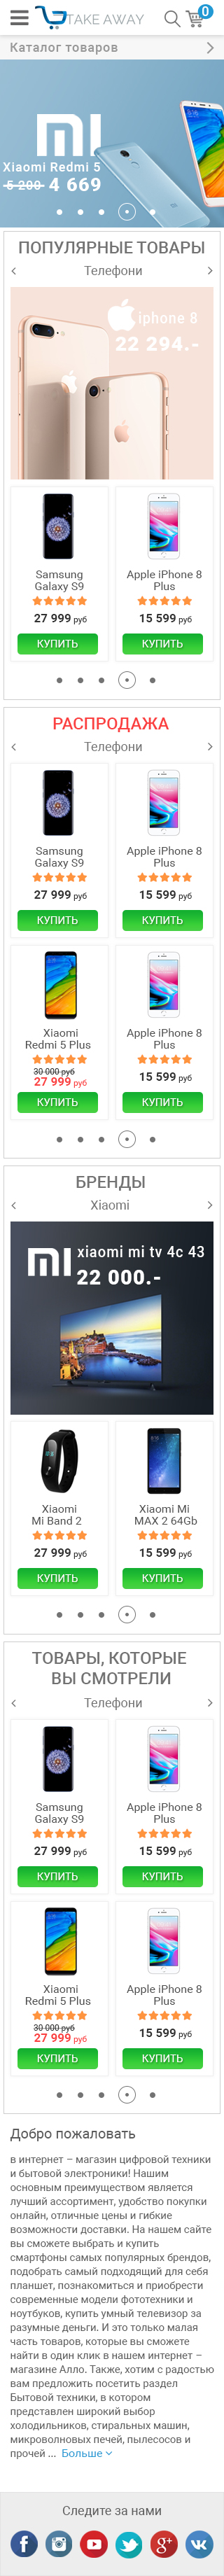 TAKE AWAY
0
Каталог товаров
Xiaomi Redmi 5
5 200 4 669
ПОПУЛЯРНЫЕ ТОВАРЫ
Телефони
iphone 8
22 294.-
Samsung
Galaxy S9
27 999 руб
КУПИТЬ
Apple iPhone 8
Plus
15 599 руб
КУПИТЬ
РАСПРОДАЖА
Телефони
Samsung
Galaxy S9
27 999 руб
КУПИТЬ
Apple iPhone 8
Plus
15 599 руб
КУПИТЬ
Xiaomi
Redmi 5 Plus
30 000 руб
27 999 руб
КУПИТЬ
Apple iPhone 8
Plus
15 599 руб
КУПИТЬ
БРЕНДЫ
Xiaomi
xiaomi mi tv 4c 43
22 000.-
Xiaomi
Mi Band 2
27 999 руб
КУПИТЬ
Xiaomi Mi
MAX 2 64Gb
15 599 руб
КУПИТЬ
ТОВАРЫ, КОТОРЫЕ
ВЫ СМОТРЕЛИ
Телефони
Samsung
Galaxy S9
27 999 руб
КУПИТЬ
Apple iPhone 8
Plus
15 599 руб
КУПИТЬ
Xiaomi
Redmi 5 Plus
30 000 руб
27 999 руб
КУПИТЬ
Apple iPhone 8
Plus
15 599 руб
КУПИТЬ
Добро пожаловать
в интернет – магазин цифровой техники
и бытовой электроники! Нашим
основным преимуществом является
лучший ассортимент, удобство покупки
онлайн, отличные цены и гибкие
возможности доставки. На нашем сайте
вы сможете выбрать и купить
смартфоны самых популярных брендов,
подобрать самый подходящий для себя
планшет, познакомиться и приобрести
современные модели фототехники и
ноутбуков, купить умный телевизор за
разумные деньги. И это только малая
часть товаров, которые вы сможете
найти в один клик в нашем интернет –
магазине Алло. Также, хотим с радостью
вам предложить посетить раздел
Бытовой техники, в котором
представлен широкий выбор
холодильников, стиральных машин,
микроволновых печей, пылесосов и
прочей ... Больше
Следите за нами